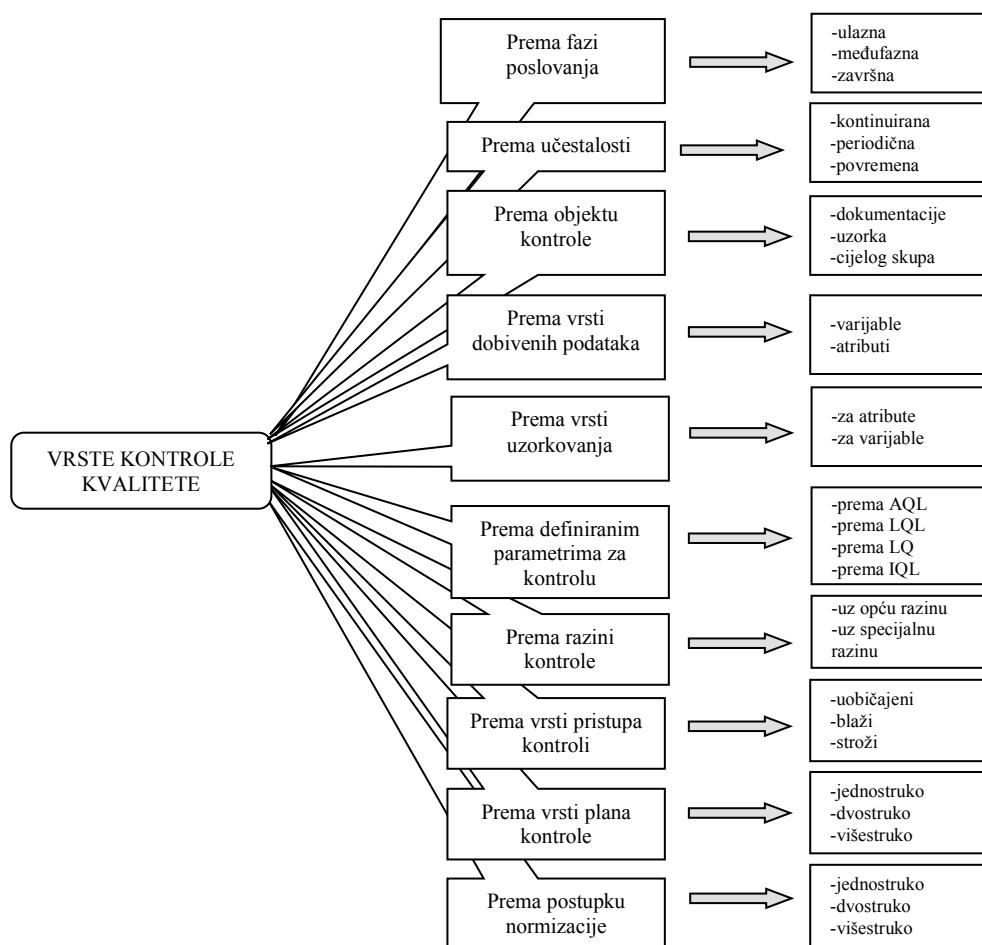 Prema fazi
poslovanja
-ulazna
-međufazna
-završna
Prema učestalosti
-kontinuirana
-periodična
-povremena
Prema objektu
kontrole
-dokumentacije
-uzorka
-cijelog skupa
Prema vrsti
dobivenih podataka
-varijable
-atributi
VRSTE KONTROLE
KVALITETE
Prema vrsti
uzorkovanja
-za atribute
-za varijable
Prema definiranim
parametrima za
kontrolu
-prema AQL
-prema LQL
-prema LQ
-prema IQL
Prema razini
kontrole
-uz opću razinu
-uz specijalnu
razinu
Prema vrsti pristupa
kontroli
-uobičajeni
-blaži
-stroži
Prema vrsti plana
kontrole
-jednostruko
-dvostruko
-višestruko
Prema postupku
normizacije
-jednostruko
-dvostruko
-višestruko